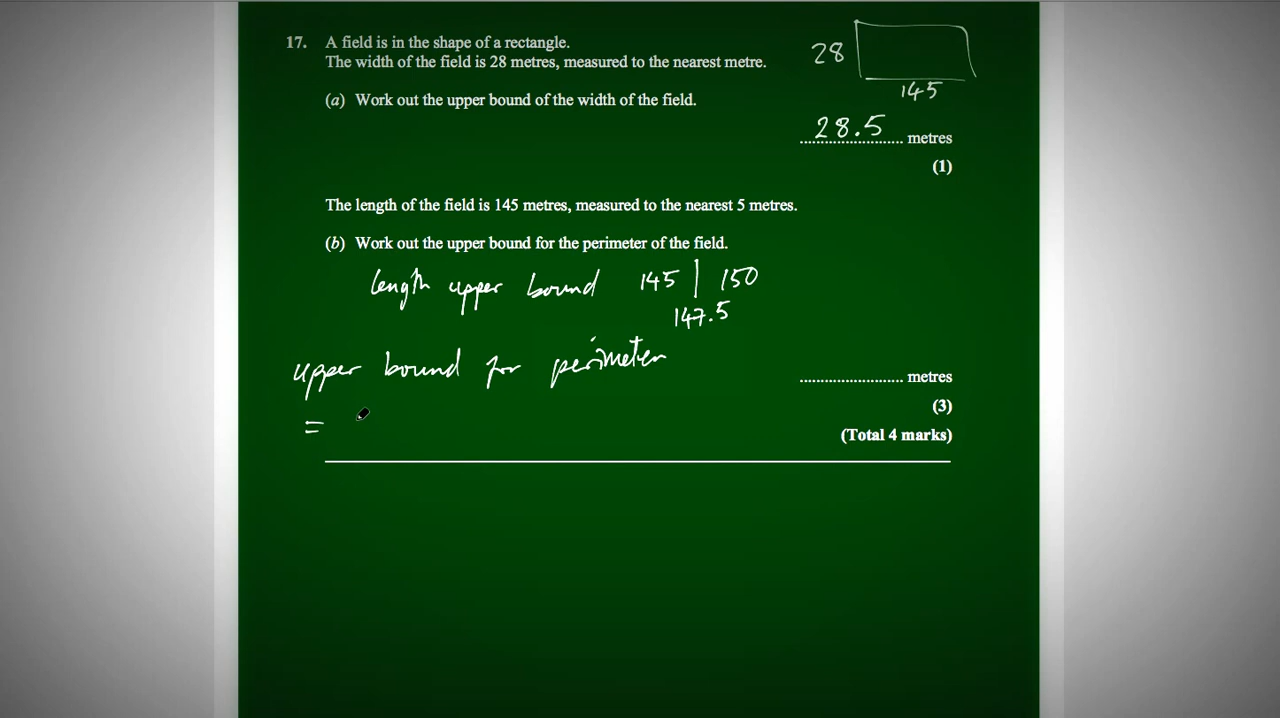 17. A field is in the shape of a rectangle.
The width of the field is 28 metres, measured to the nearest metre.
28
145
(a) Work out the upper bound of the width of the field.
28.5
........................ metres
(1)
The length of the field is 145 metres, measured to the nearest 5 metres.
(b) Work out the upper bound for the perimeter of the field.
length upper bound 145 | 150
147.5
upper bound for perimeter
........................ metres
(3)
=
(Total 4 marks)